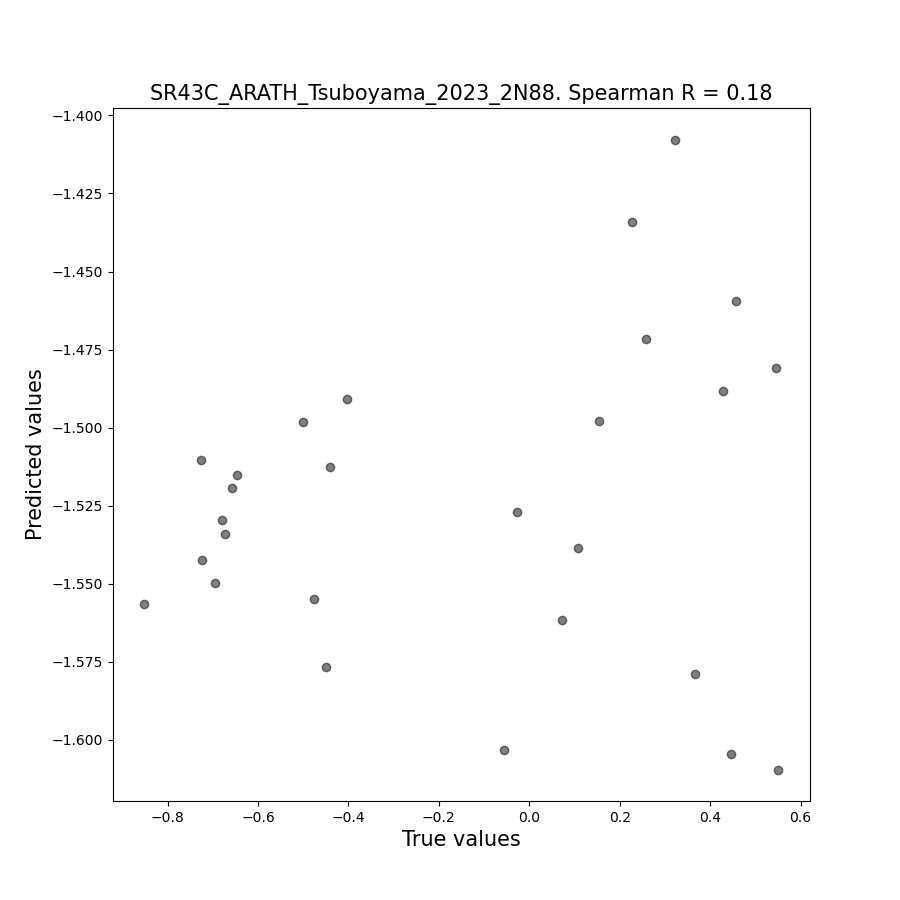 SR43C_ARATH_Tsuboyama_2023_2N88. Spearman R = 0.18
−1.400
−1.425
−1.450
−1.475
−1.500
−1.525
−1.550
−1.575
−1.600
Predicted values
−0.8 −0.6 −0.4 −0.2 0.0 0.2 0.4 0.6
True values